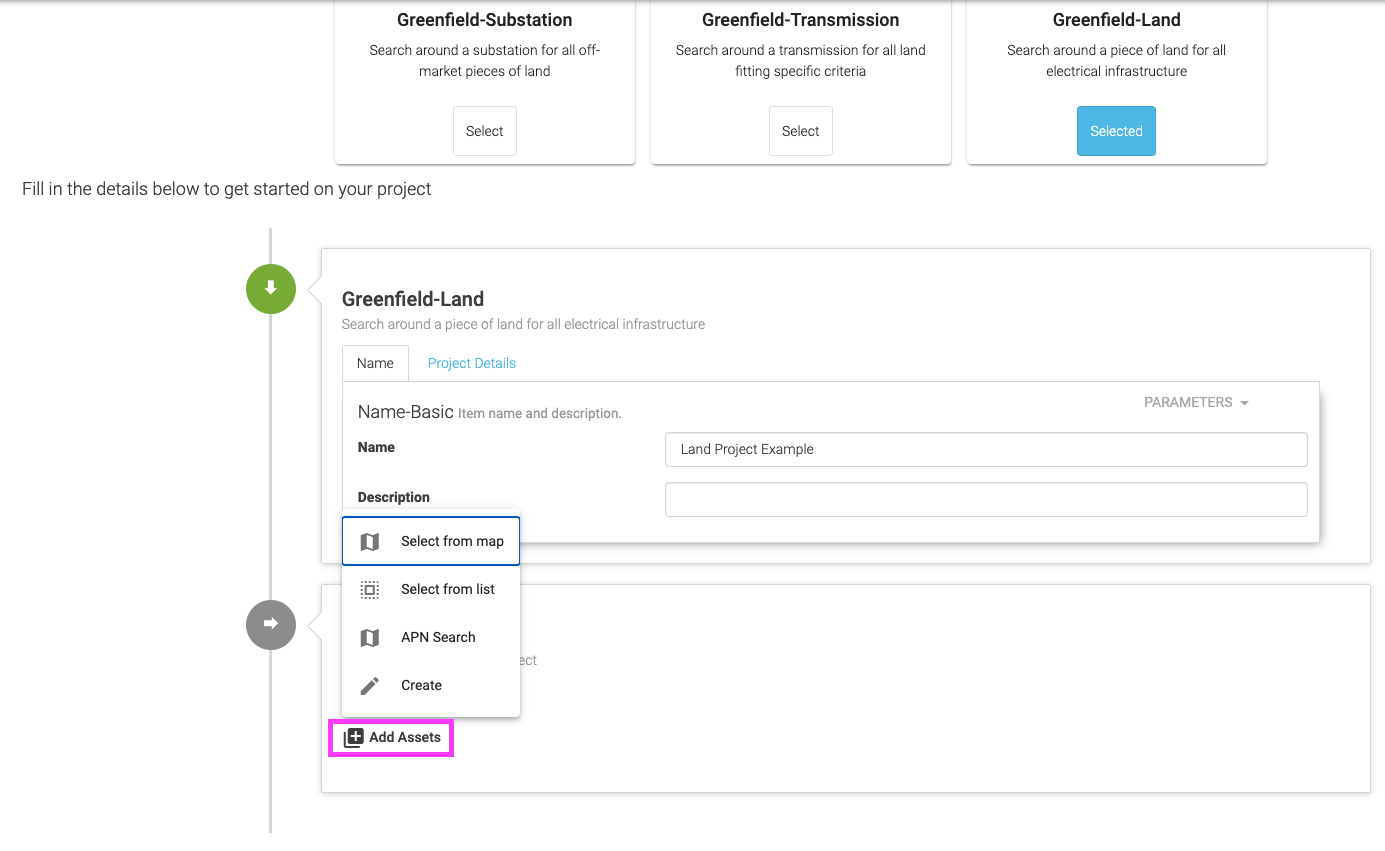 Greenfield-Substation
Search around a substation for all off-
market pieces of land
Select
Greenfield-Transmission
Search around a transmission for all land
fitting specific criteria
Select
Greenfield-Land
Search around a piece of land for all
electrical infrastructure
Selected
Fill in the details below to get started on your project
Greenfield-Land
Search around a piece of land for all electrical infrastructure
Name Project Details
Name-Basic Item name and description.
PARAMETERS
Name Land Project Example
Description
Select from map
Select from list
APN Search
ect
Create
Add Assets